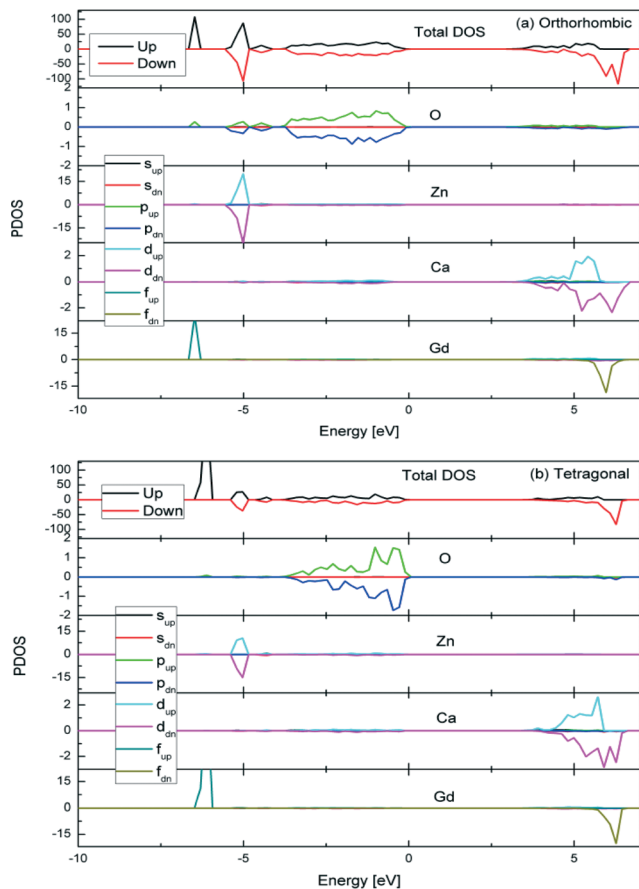 Total DOS (a) Orthorhombic
100
50
0
-50
-100
Up
Down
O
2
1
0
-1
2
Zn
15
0
-15
PDOS
s_up
s_dn
p_up
p_dn
d_up
d_dn
f_up
f_dn
Ca
2
0
-2
Gd
15
0
-15
-10 -5 0 5
Energy [eV]
Total DOS (b) Tetragonal
100
50
0
-50
-100
Up
Down
O
2
1
0
-1
2
Zn
15
0
-15
PDOS
s_up
s_dn
p_up
p_dn
d_up
d_dn
f_up
f_dn
Ca
2
0
-2
Gd
15
0
-15
-10 -5 0 5
Energy [eV]